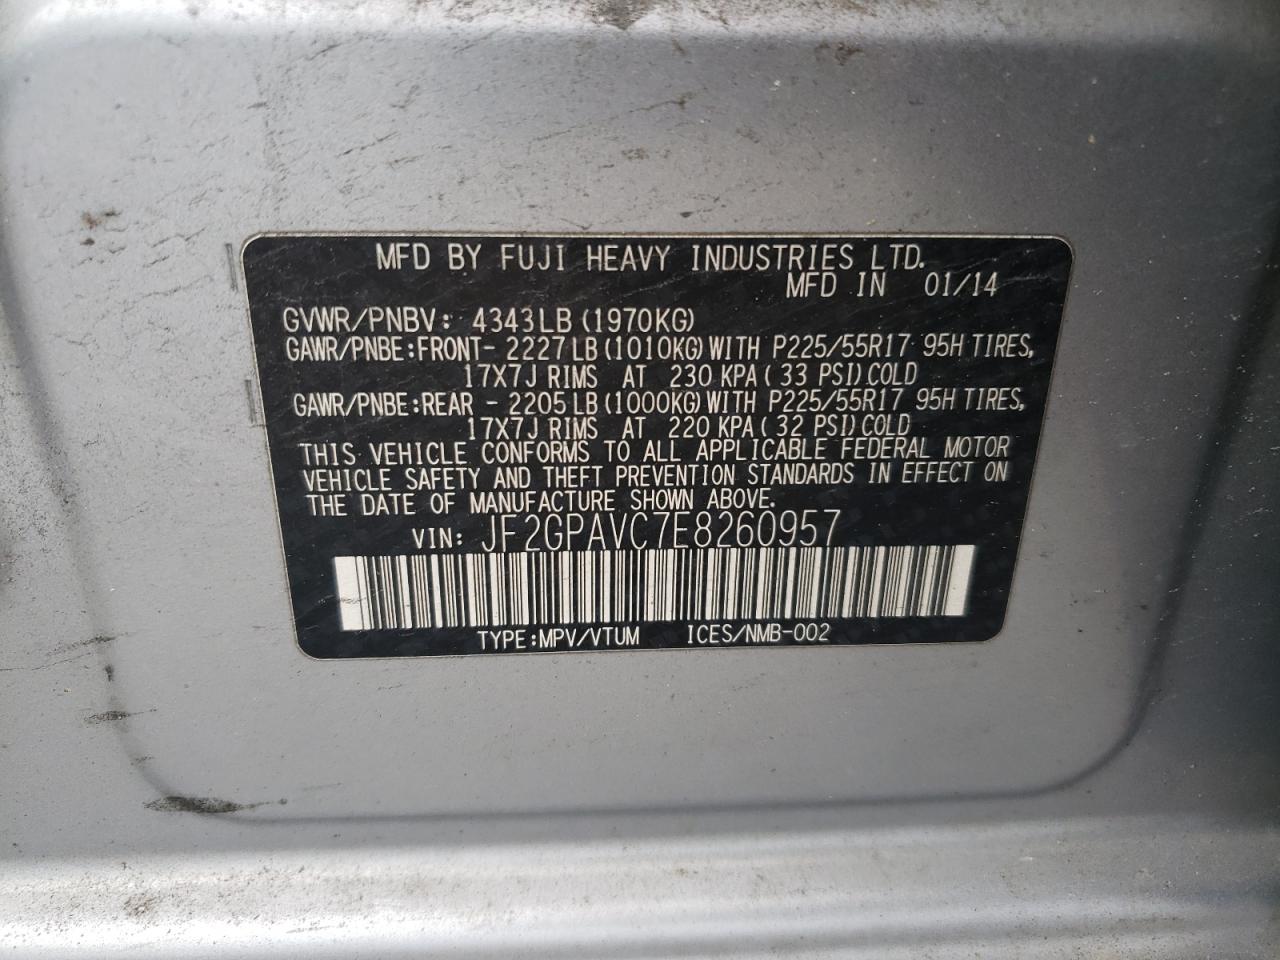 MFD BY FUJI HEAVY INDUSTRIES LTD.
MFD IN 01/14
GVWR/PNBV: 4343LB (1970KG)
GAWR/PNBE:FRONT- 2227LB (1010KG) WITH P225/55R17 95H TIRES,
17X7J RIMS AT 230 KPA ( 33 PSI) COLD
GAWR/PNBE:REAR - 2205LB (1000KG) WITH P225/55R17 95H TIRES,
17X7J RIMS AT 220 KPA ( 32 PSI) COLD
THIS VEHICLE CONFORMS TO ALL APPLICABLE FEDERAL MOTOR
VEHICLE SAFETY AND THEFT PREVENTION STANDARDS IN EFFECT ON
THE DATE OF MANUFACTURE SHOWN ABOVE.
VIN: JF2GPAVC7E8260957
TYPE:MPV/VTUM ICES/NMB-002